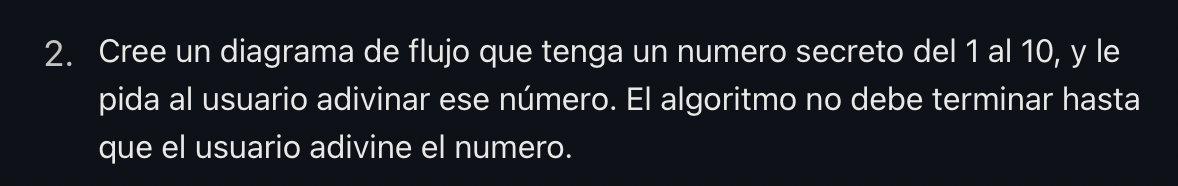 2. Cree un diagrama de flujo que tenga un numero secreto del 1 al 10, y le
pida al usuario adivinar ese número. El algoritmo no debe terminar hasta
que el usuario adivine el numero.